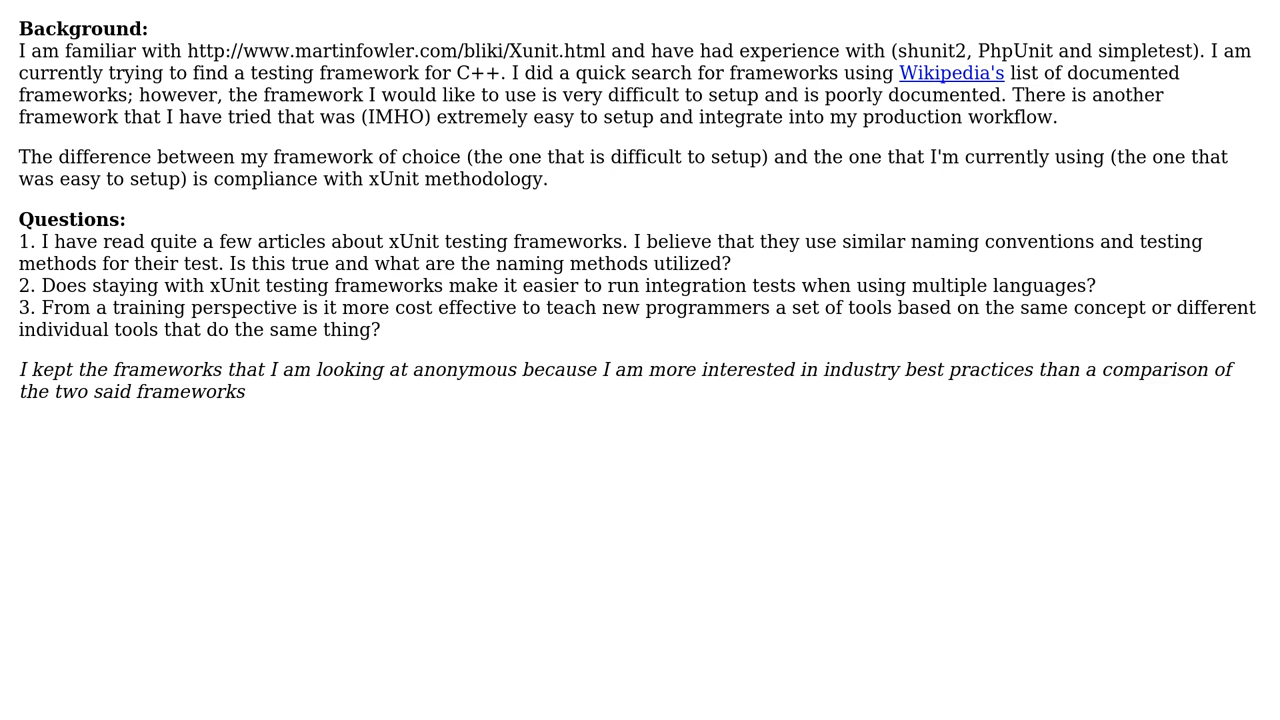 Background:
I am familiar with http://www.martinfowler.com/bliki/Xunit.html and have had experience with (shunit2, PhpUnit and simpletest). I am
currently trying to find a testing framework for C++. I did a quick search for frameworks using Wikipedia's list of documented
frameworks; however, the framework I would like to use is very difficult to setup and is poorly documented. There is another
framework that I have tried that was (IMHO) extremely easy to setup and integrate into my production workflow.
The difference between my framework of choice (the one that is difficult to setup) and the one that I'm currently using (the one that
was easy to setup) is compliance with xUnit methodology.
Questions:
1. I have read quite a few articles about xUnit testing frameworks. I believe that they use similar naming conventions and testing
methods for their test. Is this true and what are the naming methods utilized?
2. Does staying with xUnit testing frameworks make it easier to run integration tests when using multiple languages?
3. From a training perspective is it more cost effective to teach new programmers a set of tools based on the same concept or different
individual tools that do the same thing?
I kept the frameworks that I am looking at anonymous because I am more interested in industry best practices than a comparison of
the two said frameworks